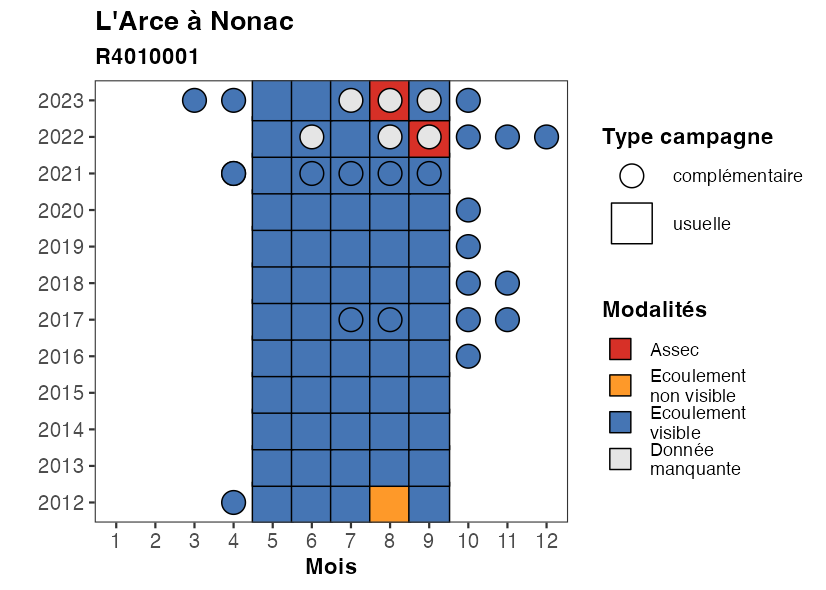 L'Arce à Nonac
R4010001
2023
2022
2021
2020
2019
2018
2017
2016
2015
2014
2013
2012
1 2 3 4 5 6 7 8 9 10 11 12
Mois
Type campagne
complémentaire
usuelle
Modalités
Assec
Ecoulement
non visible
Ecoulement
visible
Donnée
manquante